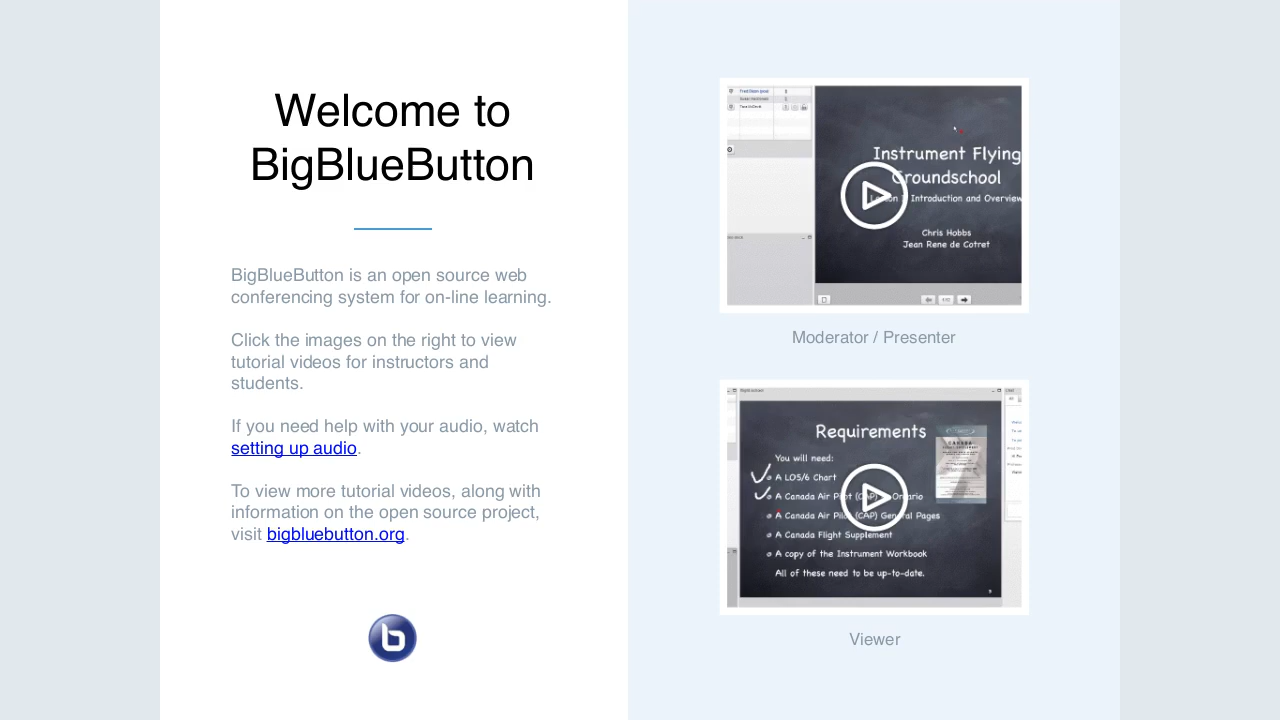 Welcome to
BigBlueButton
BigBlueButton is an open source web
conferencing system for on-line learning.
Click the images on the right to view
tutorial videos for instructors and
students.
If you need help with your audio, watch
setting up audio.
To view more tutorial videos, along with
information on the open source project,
visit bigbluebutton.org.
Instrument Flying
Groundschool
Introduction and Overview
Chris Hobbs
Jean Rene de Cotret
Moderator / Presenter
Requirements
You will need:
A LO5/6 Chart
A Canada Air Pilot (CAP) Ontario
A Canada Air Pilot (CAP) General Pages
A Canada Flight Supplement
A copy of the Instrument Workbook
All of these need to be up-to-date.
Viewer